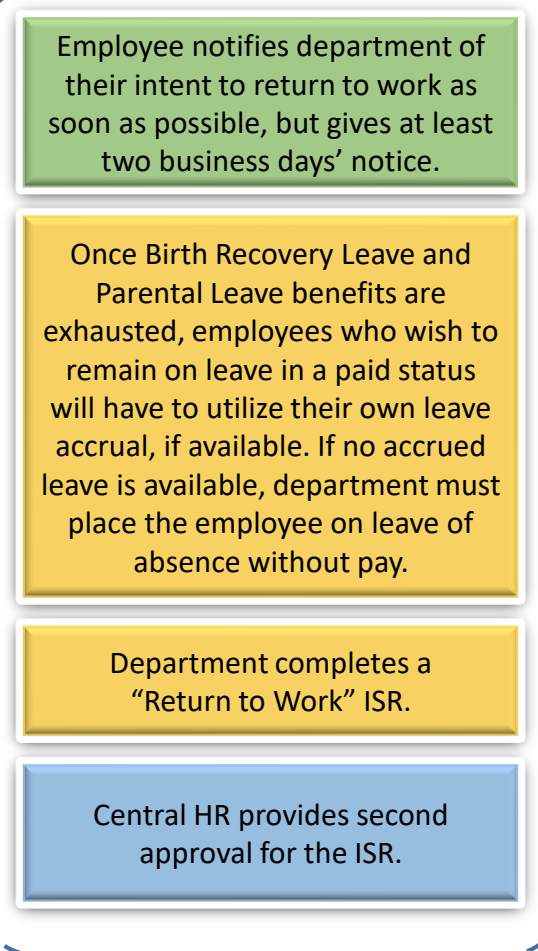 Employee notifies department of
their intent to return to work as
soon as possible, but gives at least
two business days’ notice.
Once Birth Recovery Leave and
Parental Leave benefits are
exhausted, employees who wish to
remain on leave in a paid status
will have to utilize their own leave
accrual, if available. If no accrued
leave is available, department must
place the employee on leave of
absence without pay.
Department completes a
“Return to Work” ISR.
Central HR provides second
approval for the ISR.